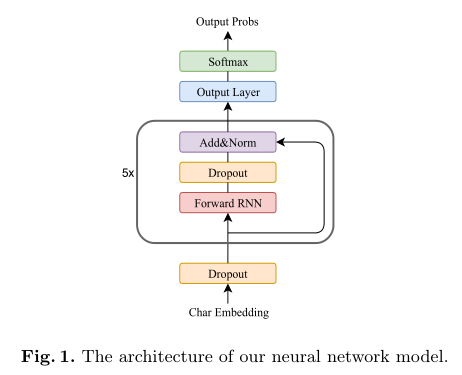 Output Probs
Softmax
Output Layer
Add&Norm
5x
Dropout
Forward RNN
Dropout
Char Embedding
Fig. 1. The architecture of our neural network model.